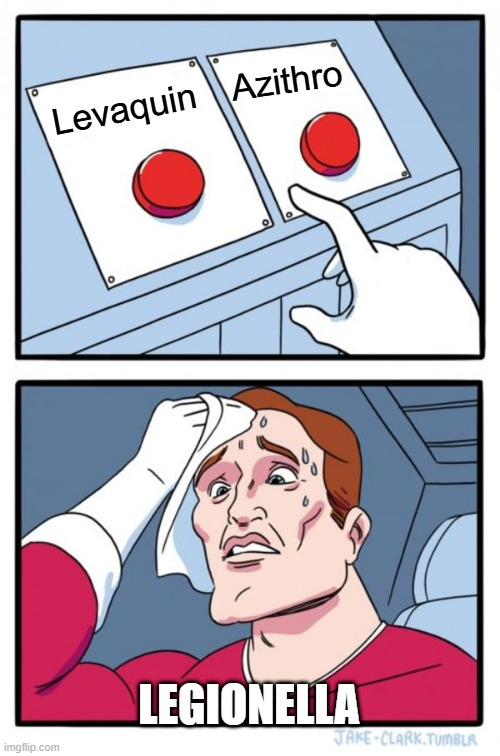 Levaquin
Azithro
LEGIONELLA
JAKE-CLARK.TUMBLR
imgflip.com